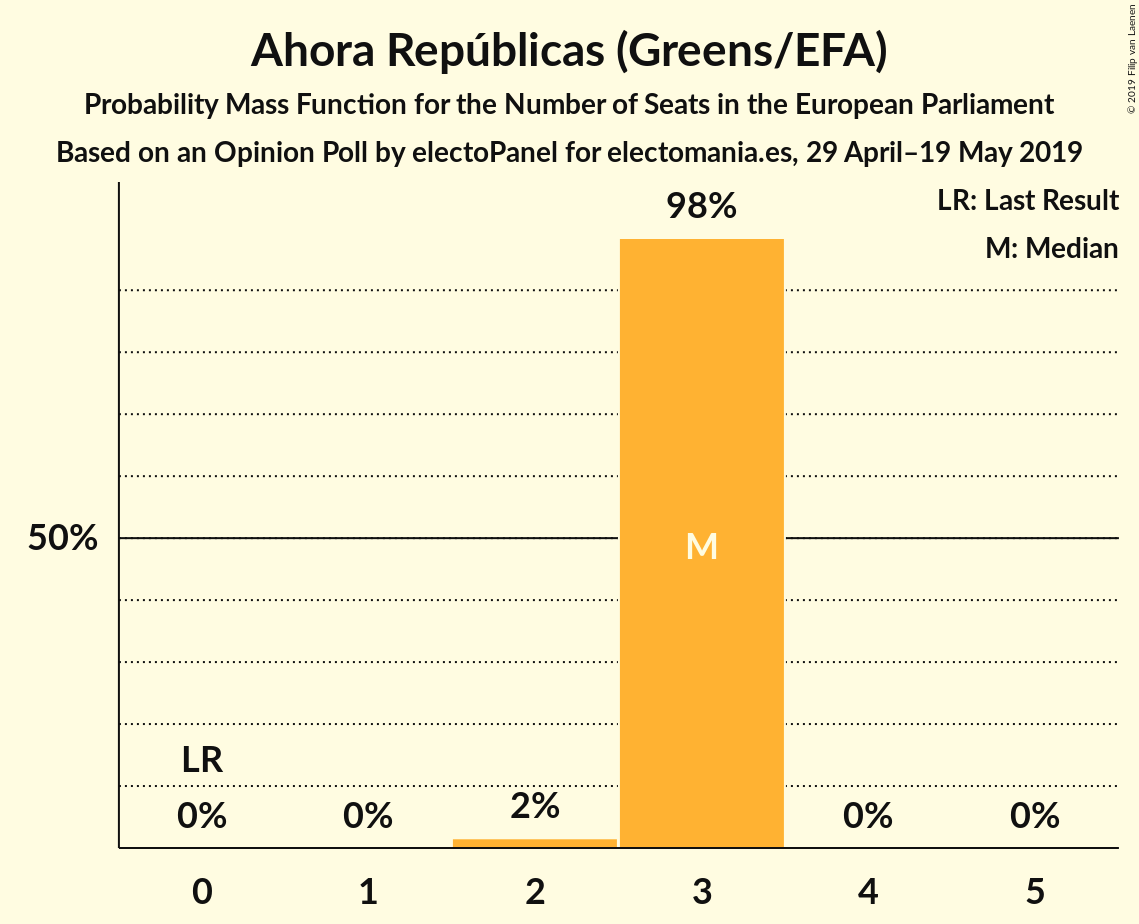 Ahora Repúblicas (Greens/EFA)
Probability Mass Function for the Number of Seats in the European Parliament
Based on an Opinion Poll by electoPanel for electomania.es, 29 April–19 May 2019
© 2019 Filip van Laenen
LR: Last Result
M: Median
98%
50%
M
LR
0%
0%
2%
0%
0%
0
1
2
3
4
5